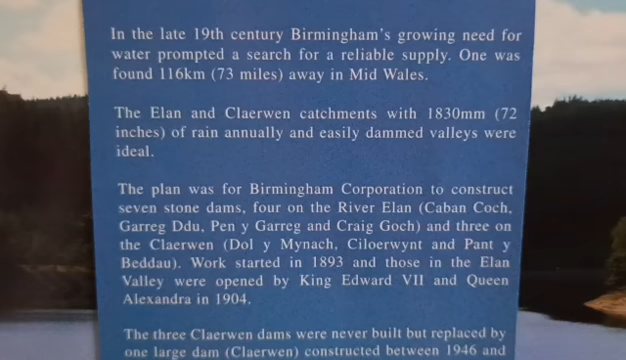 In the late 19th century Birmingham's growing need for
water prompted a search for a reliable supply. One was
found 116km (73 miles) away in Mid Wales.
The Elan and Claerwen catchments with 1830mm (72
inches) of rain annually and easily dammed valleys were
ideal.
The plan was for Birmingham Corporation to construct
seven stone dams, four on the River Elan (Caban Coch,
Garreg Ddu, Pen y Garreg and Craig Goch) and three on
the Claerwen (Dol y Mynach, Ciloerwynt and Pant y
Beddau). Work started in 1893 and those in the Elan
Valley were opened by King Edward VII and Queen
Alexandra in 1904.
The three Claerwen dams were never built but replaced by
one large dam (Claerwen) constructed between 1946 and